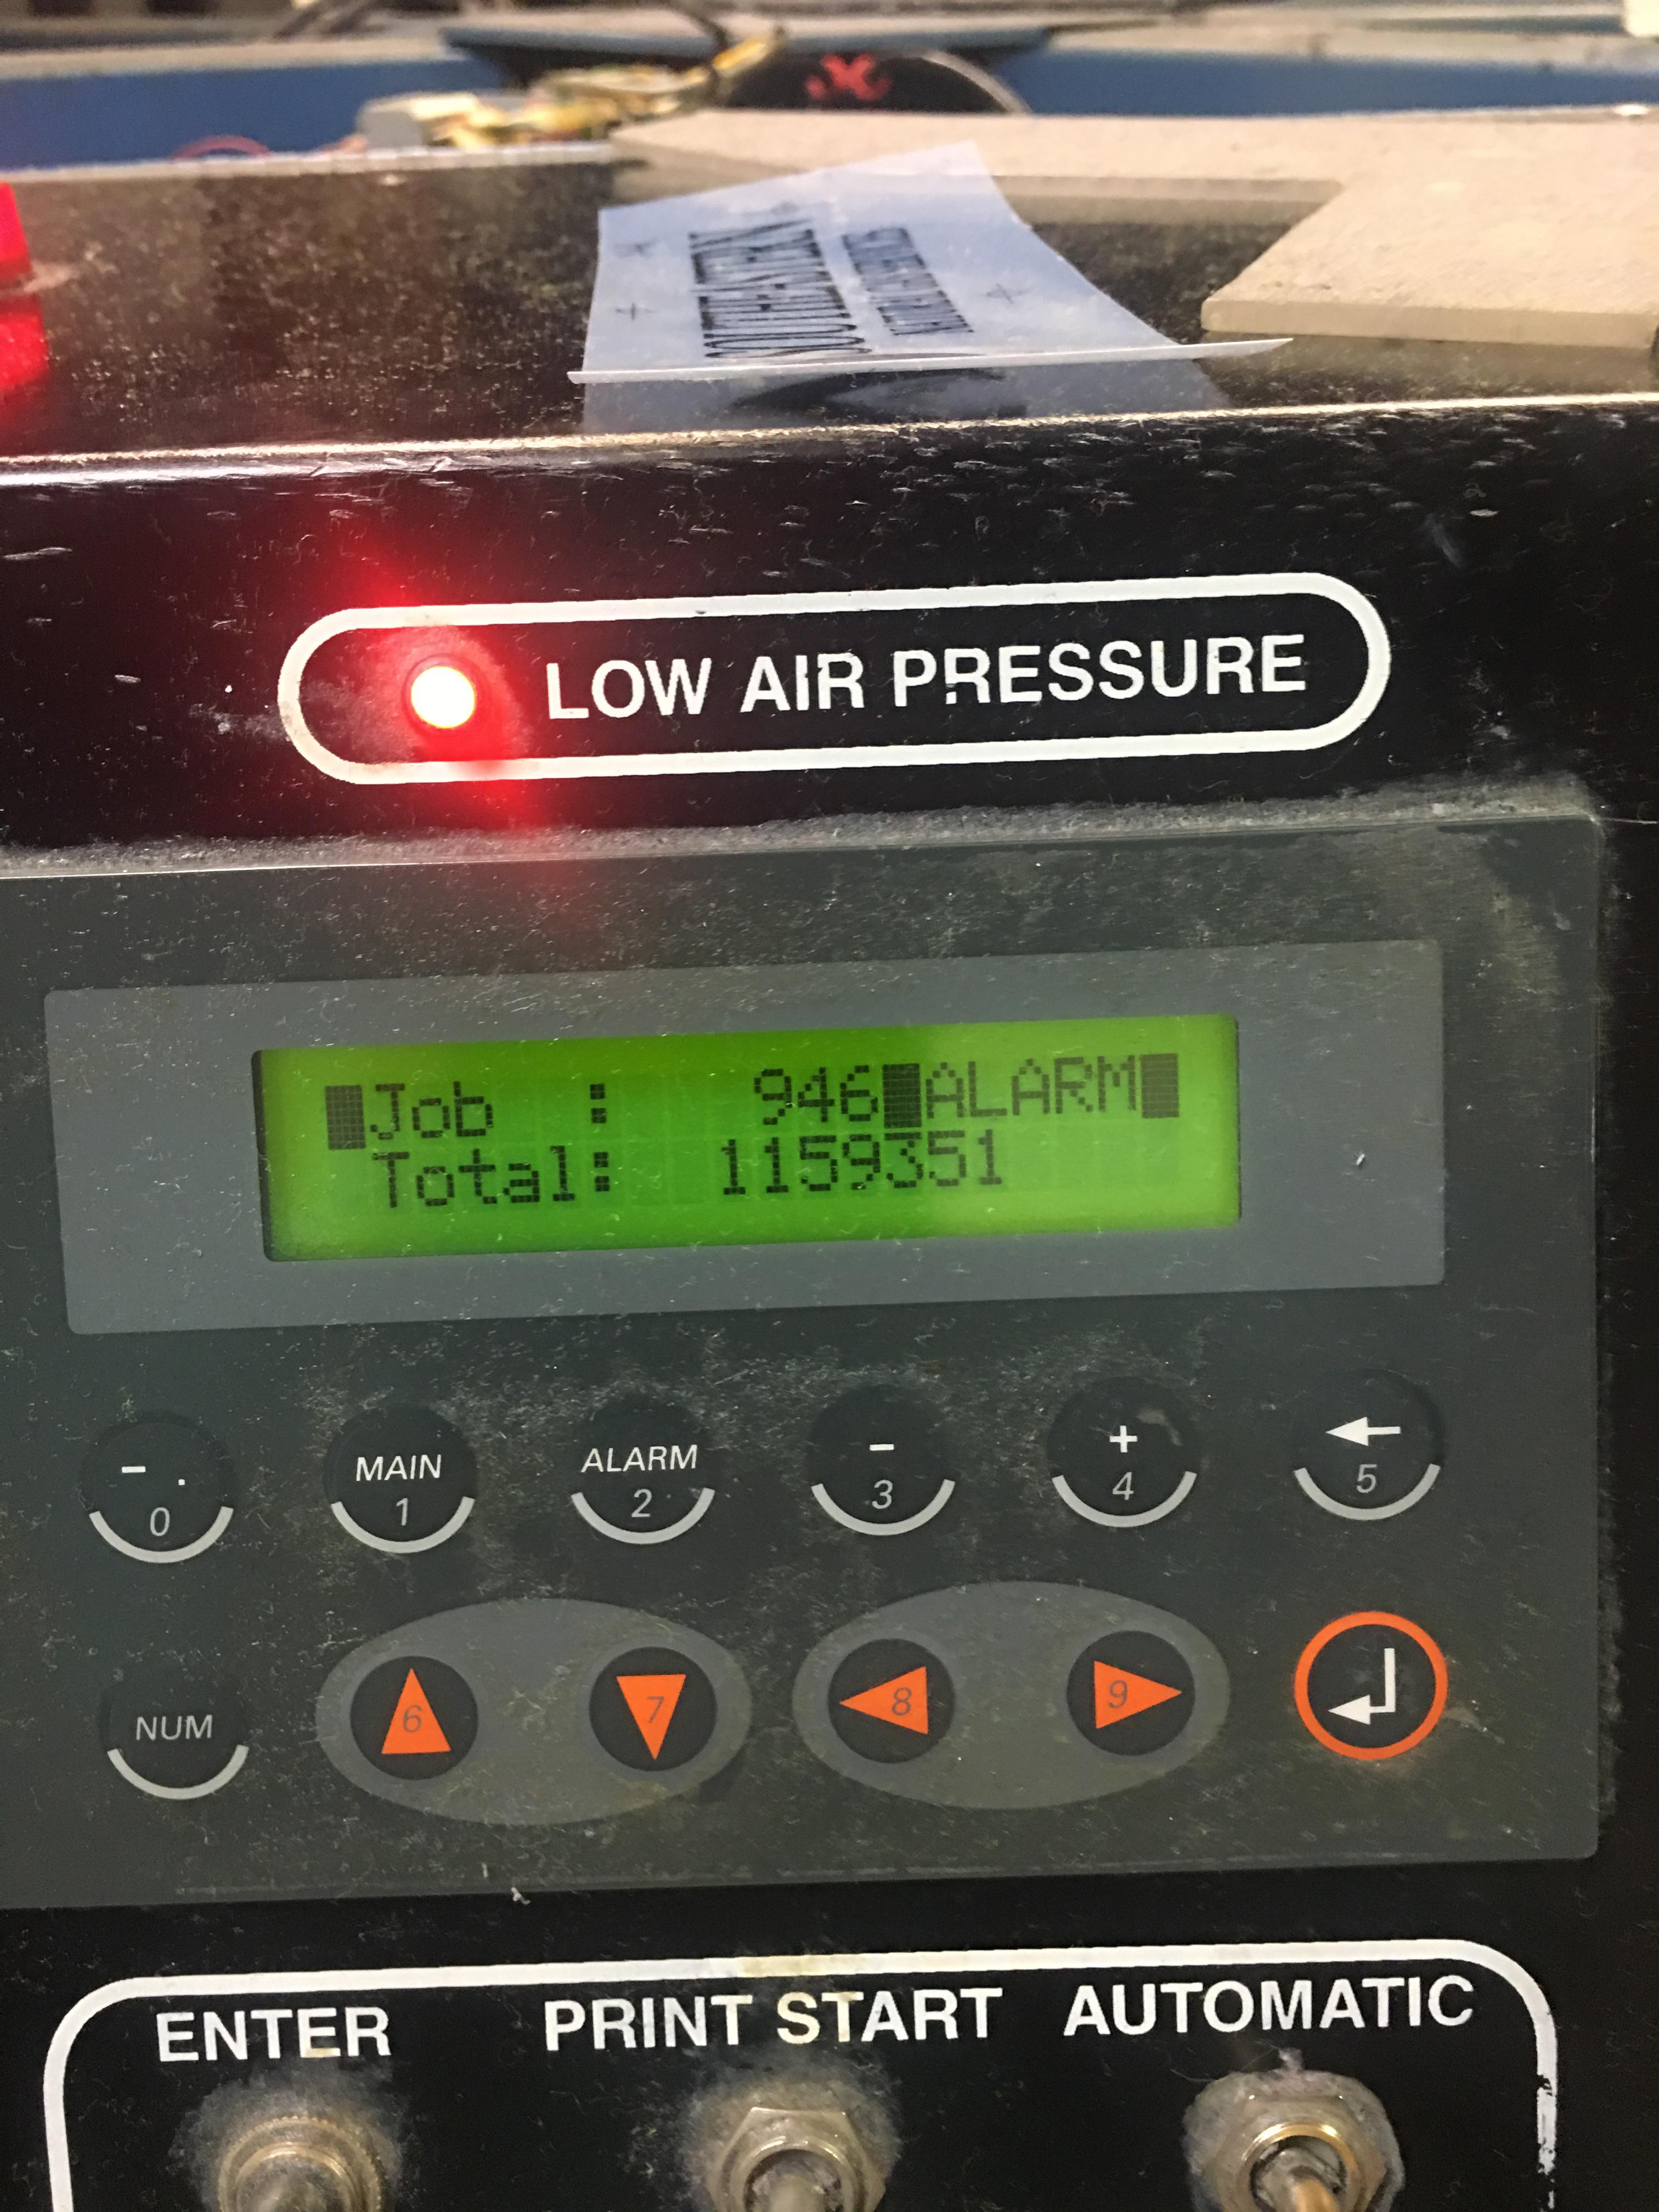 LOW AIR PRESSURE
Job : 946 ALARM
Total: 1159351
- .
0
MAIN
1
ALARM
2
-
3
+
4
5
NUM
6
7
8
9
ENTER PRINT START AUTOMATIC